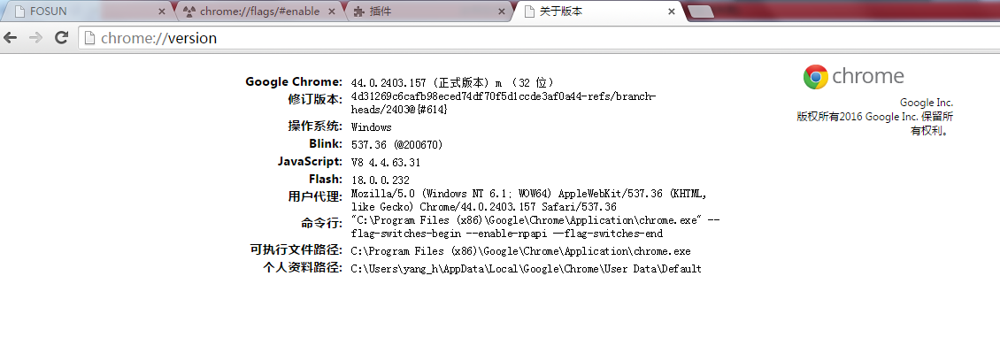 FOSUN
chrome://flags/#enable
插件
关于版本
chrome://version
chrome
Google Inc.
版权所有2016 Google Inc. 保留所
有权利。
Google Chrome: 44.0.2403.157 (正式版本) m （32 位）
修订版本: 4d31269c6cafb98eced74df70f5d1ccde3af0a44-refs/branch-
heads/2403@{#614}
操作系统: Windows
Blink: 537.36 (@200670)
JavaScript: V8 4.4.63.31
Flash: 18.0.0.232
用户代理: Mozilla/5.0 (Windows NT 6.1; WOW64) AppleWebKit/537.36 (KHTML,
like Gecko) Chrome/44.0.2403.157 Safari/537.36
命令行: "C:\Program Files (x86)\Google\Chrome\Application\chrome.exe" --
flag-switches-begin --enable-npapi --flag-switches-end
可执行文件路径: C:\Program Files (x86)\Google\Chrome\Application\chrome.exe
个人资料路径: C:\Users\yang_h\AppData\Local\Google\Chrome\User Data\Default